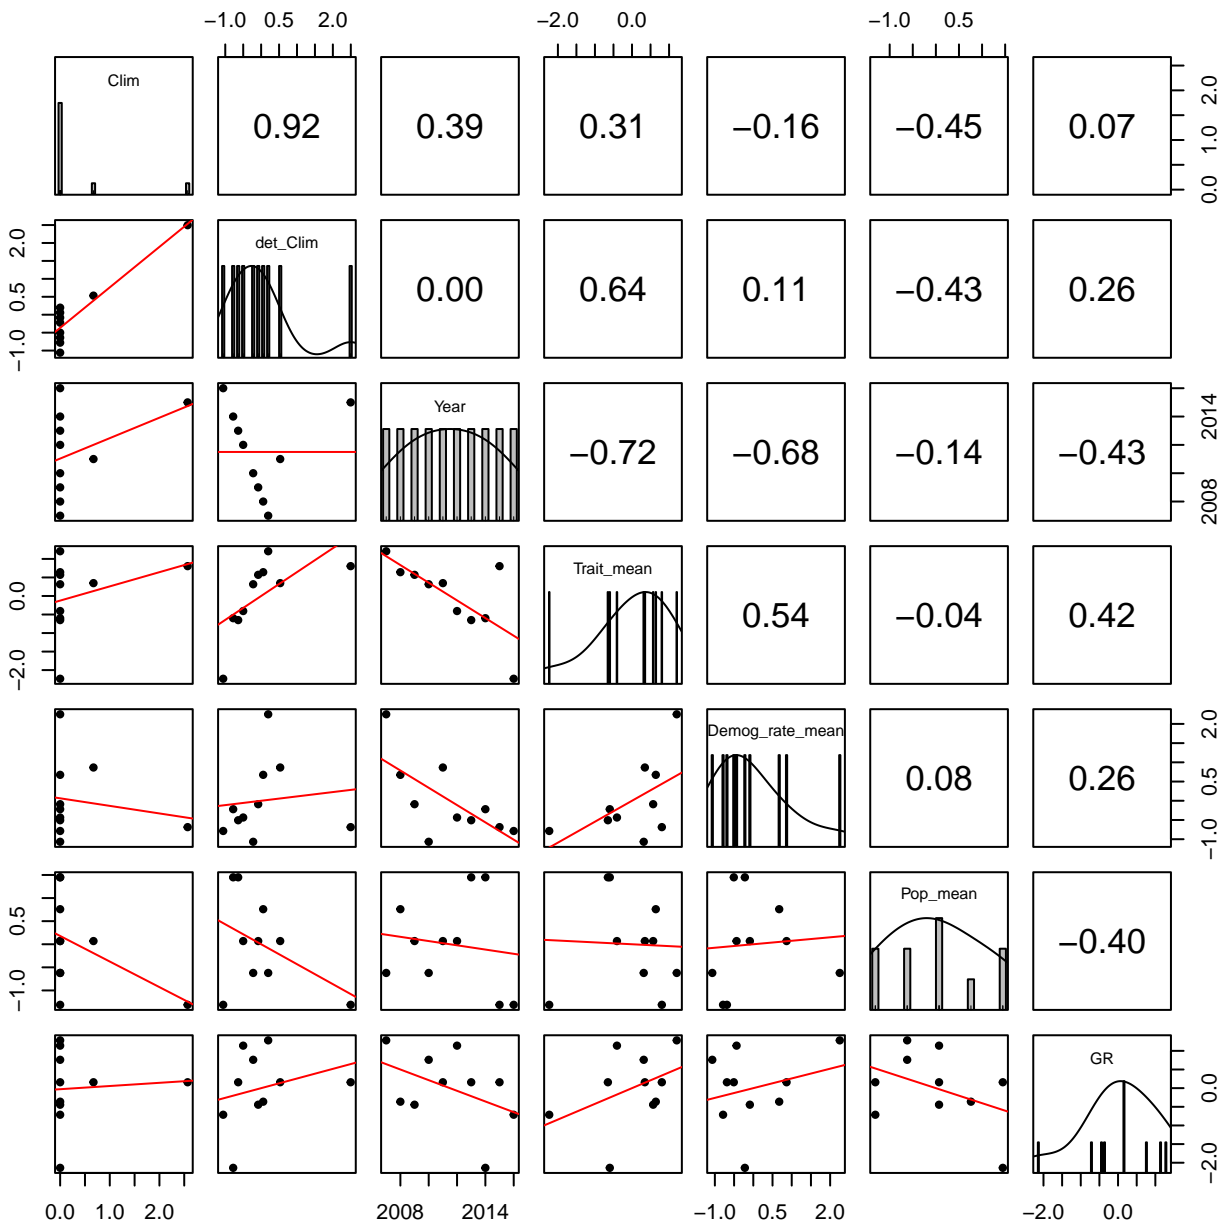 −1.0 0.5 2.0 −2.0 0.0 −1.0 0.5
Clim 0.92 0.39 0.31 −0.16 −0.45 0.07 0.0 1.0 2.0
−1.0 0.5 2.0 det_Clim 0.00 0.64 0.11 −0.43 0.26
Year −0.72 −0.68 −0.14 −0.43 2008 2014
−2.0 0.0 Trait_mean 0.54 −0.04 0.42
Demog_rate_mean 0.08 0.26 −1.0 0.5 2.0
−1.0 0.5 Pop_mean −0.40
GR −2.0 0.0
0.0 1.0 2.0 2008 2014 −1.0 0.5 2.0 −2.0 0.0